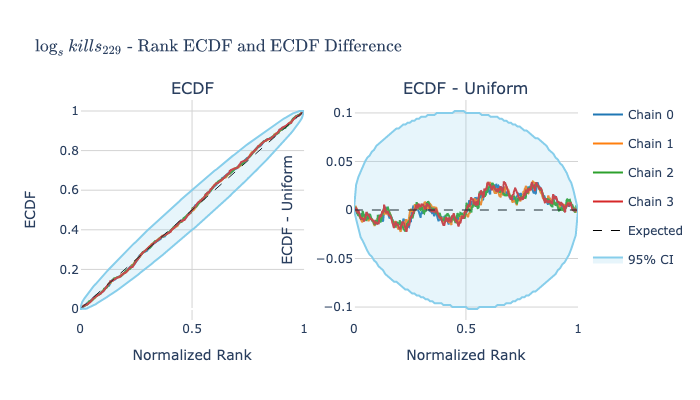 log_s kills_229 - Rank ECDF and ECDF Difference
ECDF
ECDF - Uniform
ECDF
1
0.8
0.6
0.4
0.2
0
0
0.5
1
Normalized Rank
ECDF - Uniform
0.1
0.05
0
−0.05
−0.1
0
0.5
1
Normalized Rank
Chain 0
Chain 1
Chain 2
Chain 3
Expected
95% CI